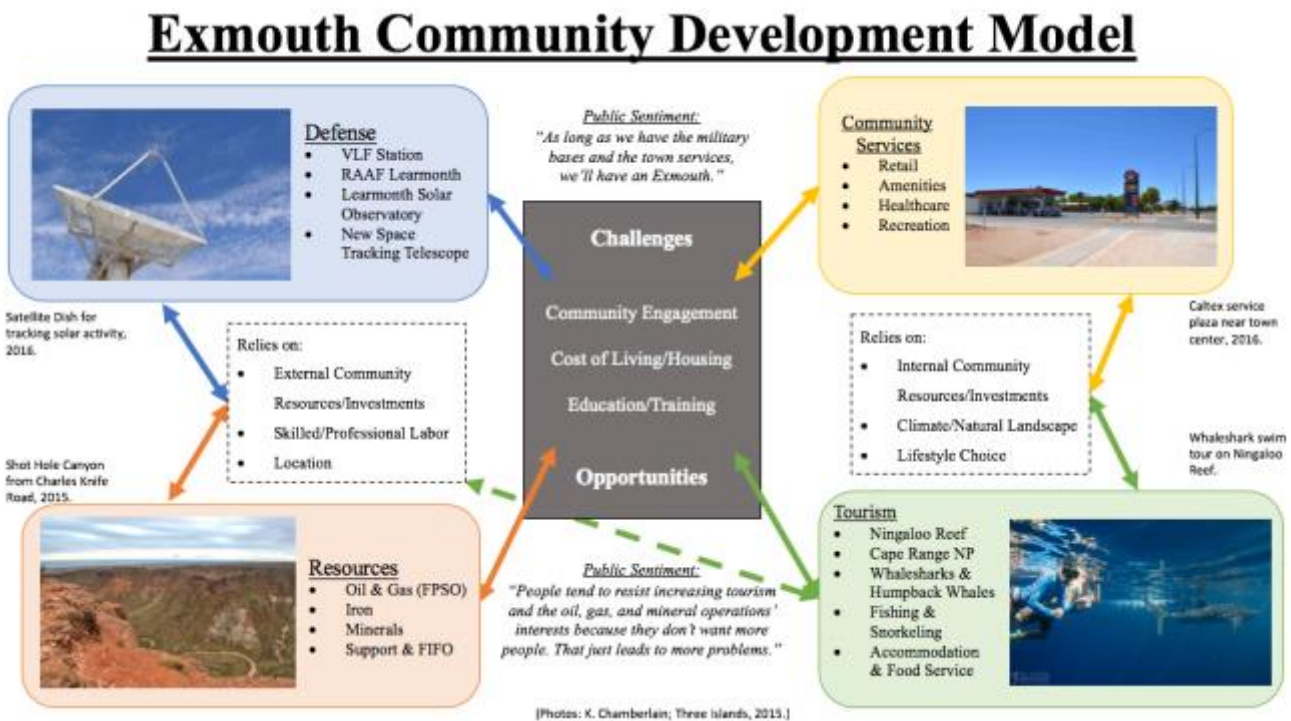 Exmouth Community Development Model
Defense
• VLF Station
• RAAF Learmonth
• Learmonth Solar
Observatory
• New Space
Tracking Telescope
Satellite Dish for
tracking solar activity,
2016.
Public Sentiment:
"As long as we have the military
bases and the town services,
we'll have an Exmouth."
Community
Services
• Retail
• Amenities
• Healthcare
• Recreation
Caltex service
plaza near town
center, 2016.
Relies on:
• External Community
Resources/Investments
• Skilled/Professional Labor
• Location
Challenges
Community Engagement
Cost of Living/Housing
Education/Training
Opportunities
Relies on:
• Internal Community
Resources/Investments
• Climate/Natural Landscape
• Lifestyle Choice
Shot Hole Canyon
from Charles Knife
Road, 2015.
Resources
• Oil & Gas (FPSO)
• Iron
• Minerals
• Support & FIFO
Public Sentiment:
"People tend to resist increasing tourism
and the oil, gas, and mineral operations'
interests because they don't want more
people. That just leads to more problems."
Whaleshark swim
tour on Ningaloo
Reef.
Tourism
• Ningaloo Reef
• Cape Range NP
• Whalesharks &
Humpback Whales
• Fishing &
Snorkeling
• Accommodation
& Food Service
[Photos: K. Chamberlain; Three Islands, 2015.]